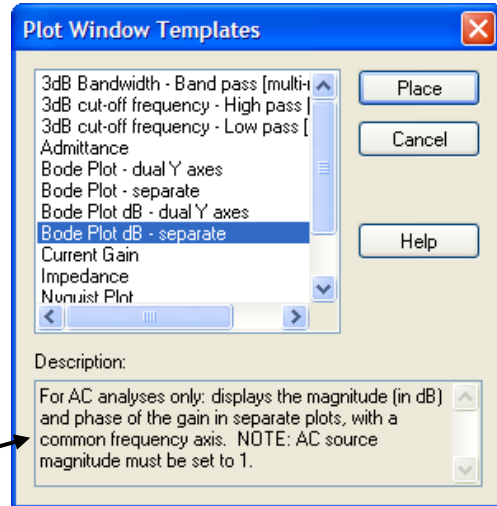 Plot Window Templates
3dB Bandwidth - Band pass [multi-
3dB cut-off frequency - High pass [
3dB cut-off frequency - Low pass [
Admittance
Bode Plot - dual Y axes
Bode Plot - separate
Bode Plot dB - dual Y axes
Bode Plot dB - separate
Current Gain
Impedance
Nyquist Plot
Place
Cancel
Help
Description:
For AC analyses only: displays the magnitude (in dB)
and phase of the gain in separate plots, with a
common frequency axis.  NOTE: AC source
magnitude must be set to 1.